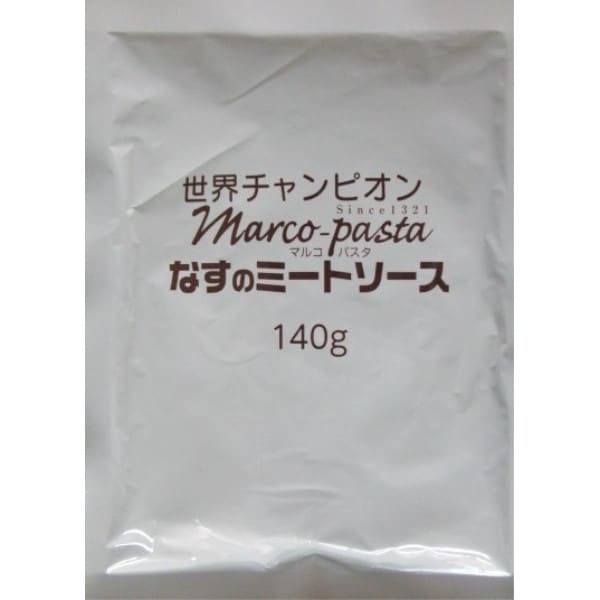 世界チャンピオン
Since1321
Marco-pasta
マルコ パスタ
なすのミートソース
140g